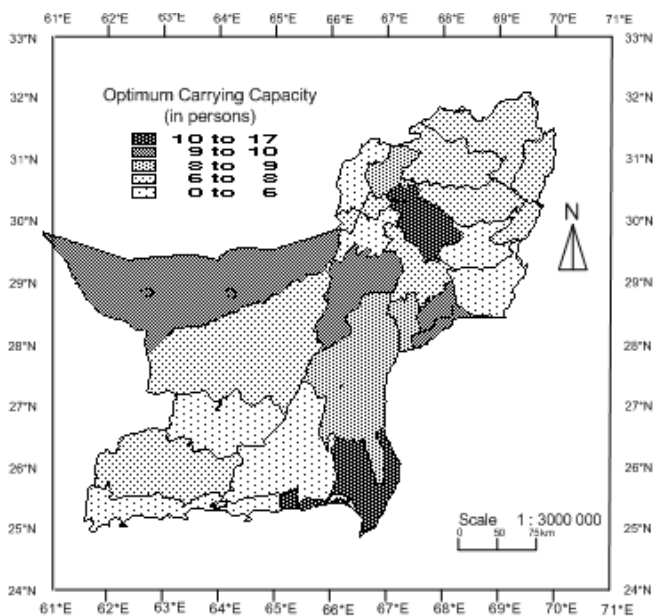 61°E 62°E 63°E 64°E 65°E 66°E 67°E 68°E 69°E 70°E 71°E
33°N 33°N
32°N 32°N
Optimum Carrying Capacity
(in persons)
10 to 17
9 to 10
8 to 9
6 to 8
0 to 6
31°N 31°N
30°N N 30°N
29°N 29°N
28°N 28°N
27°N 27°N
26°N 26°N
Scale 1 : 3000 000
0 50 75km
25°N 25°N
24°N 24°N
61°E 62°E 63°E 64°E 65°E 66°E 67°E 68°E 69°E 70°E 71°E